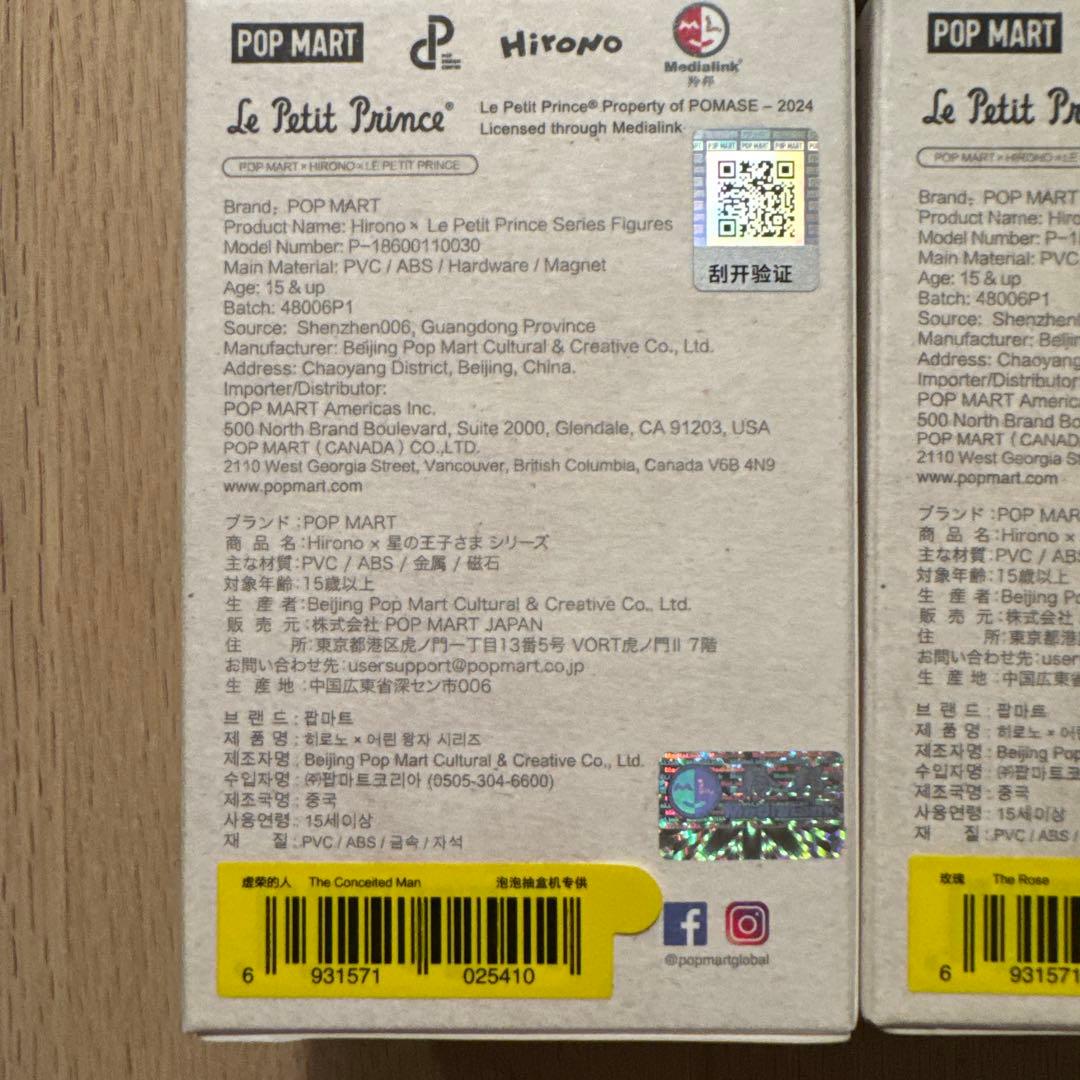 POP MART
POP DESIGN CENTER
Hirono
Medialink®
羚邦
Le Petit Prince®
Le Petit Prince® Property of POMASE – 2024
Licensed through Medialink
POP MART × HIRONO × LE PETIT PRINCE
POP MART POP MART POP MART
刮开验证
Brand: POP MART
Product Name: Hirono × Le Petit Prince Series Figures
Model Number: P-18600110030
Main Material: PVC / ABS / Hardware / Magnet
Age: 15 & up
Batch: 48006P1
Source: Shenzhen006, Guangdong Province
Manufacturer: Beijing Pop Mart Cultural & Creative Co., Ltd.
Address: Chaoyang District, Beijing, China.
Importer/Distributor:
POP MART Americas Inc.
500 North Brand Boulevard, Suite 2000, Glendale, CA 91203, USA
POP MART ( CANADA ) CO.,LTD.
2110 West Georgia Street, Vancouver, British Columbia, Canada V6B 4N9
www.popmart.com
ブランド :POP MART
商品名:Hirono × 星の王子さま シリーズ
主な材質:PVC / ABS / 金属 / 磁石
対象年齢:15歳以上
生産者:Beijing Pop Mart Cultural & Creative Co., Ltd.
販売元:株式会社 POP MART JAPAN
住所:東京都港区虎ノ門一丁目13番5号 VORT虎ノ門II 7階
お問い合わせ先:usersupport@popmart.co.jp
生産地:中国広東省深セン市006
브랜드 : 팝마트
제품명 : 히로노 × 어린 왕자 시리즈
제조자명 : Beijing Pop Mart Cultural & Creative Co., Ltd.
수입자명 : ㈜팝마트코리아 (0505-304-6600)
제조국명 : 중국
사용연령 : 15세이상
재질 : PVC / ABS / 금속 / 자석
虚荣的人 The Conceited Man 泡泡抽盒机专供
6 931571 025410
@popmartglobal
POP MART
Le Petit Pr
POP MART × HIRONO × LE
Brand: POP MART
Product Name: Hiro
Model Number: P-1
Main Material: PVC
Age: 15 & up
Batch: 48006P1
Source: Shenzhen
Manufacturer: Beijin
Address: Chaoyang
Importer/Distributor
POP MART Americ
500 North Brand Bo
POP MART ( CANAD
2110 West Georgia S
www.popmart.com
ブランド :POP MAR
商品名:Hirono ×
主な材質:PVC / AB
対象年齢:15歳以上
生産者:Beijing Po
販売元:株式会社
住所:東京都港
お問い合わせ先:user
生産地:中国広東省
브랜드 : 팝마트
제품명 : 히로노 × 어린
제조자명 : Beijing Pop
수입자명 : ㈜팝마트코
제조국명 : 중국
사용연령 : 15세이상
재질 : PVC / ABS /
玫瑰 The Rose
6 931571